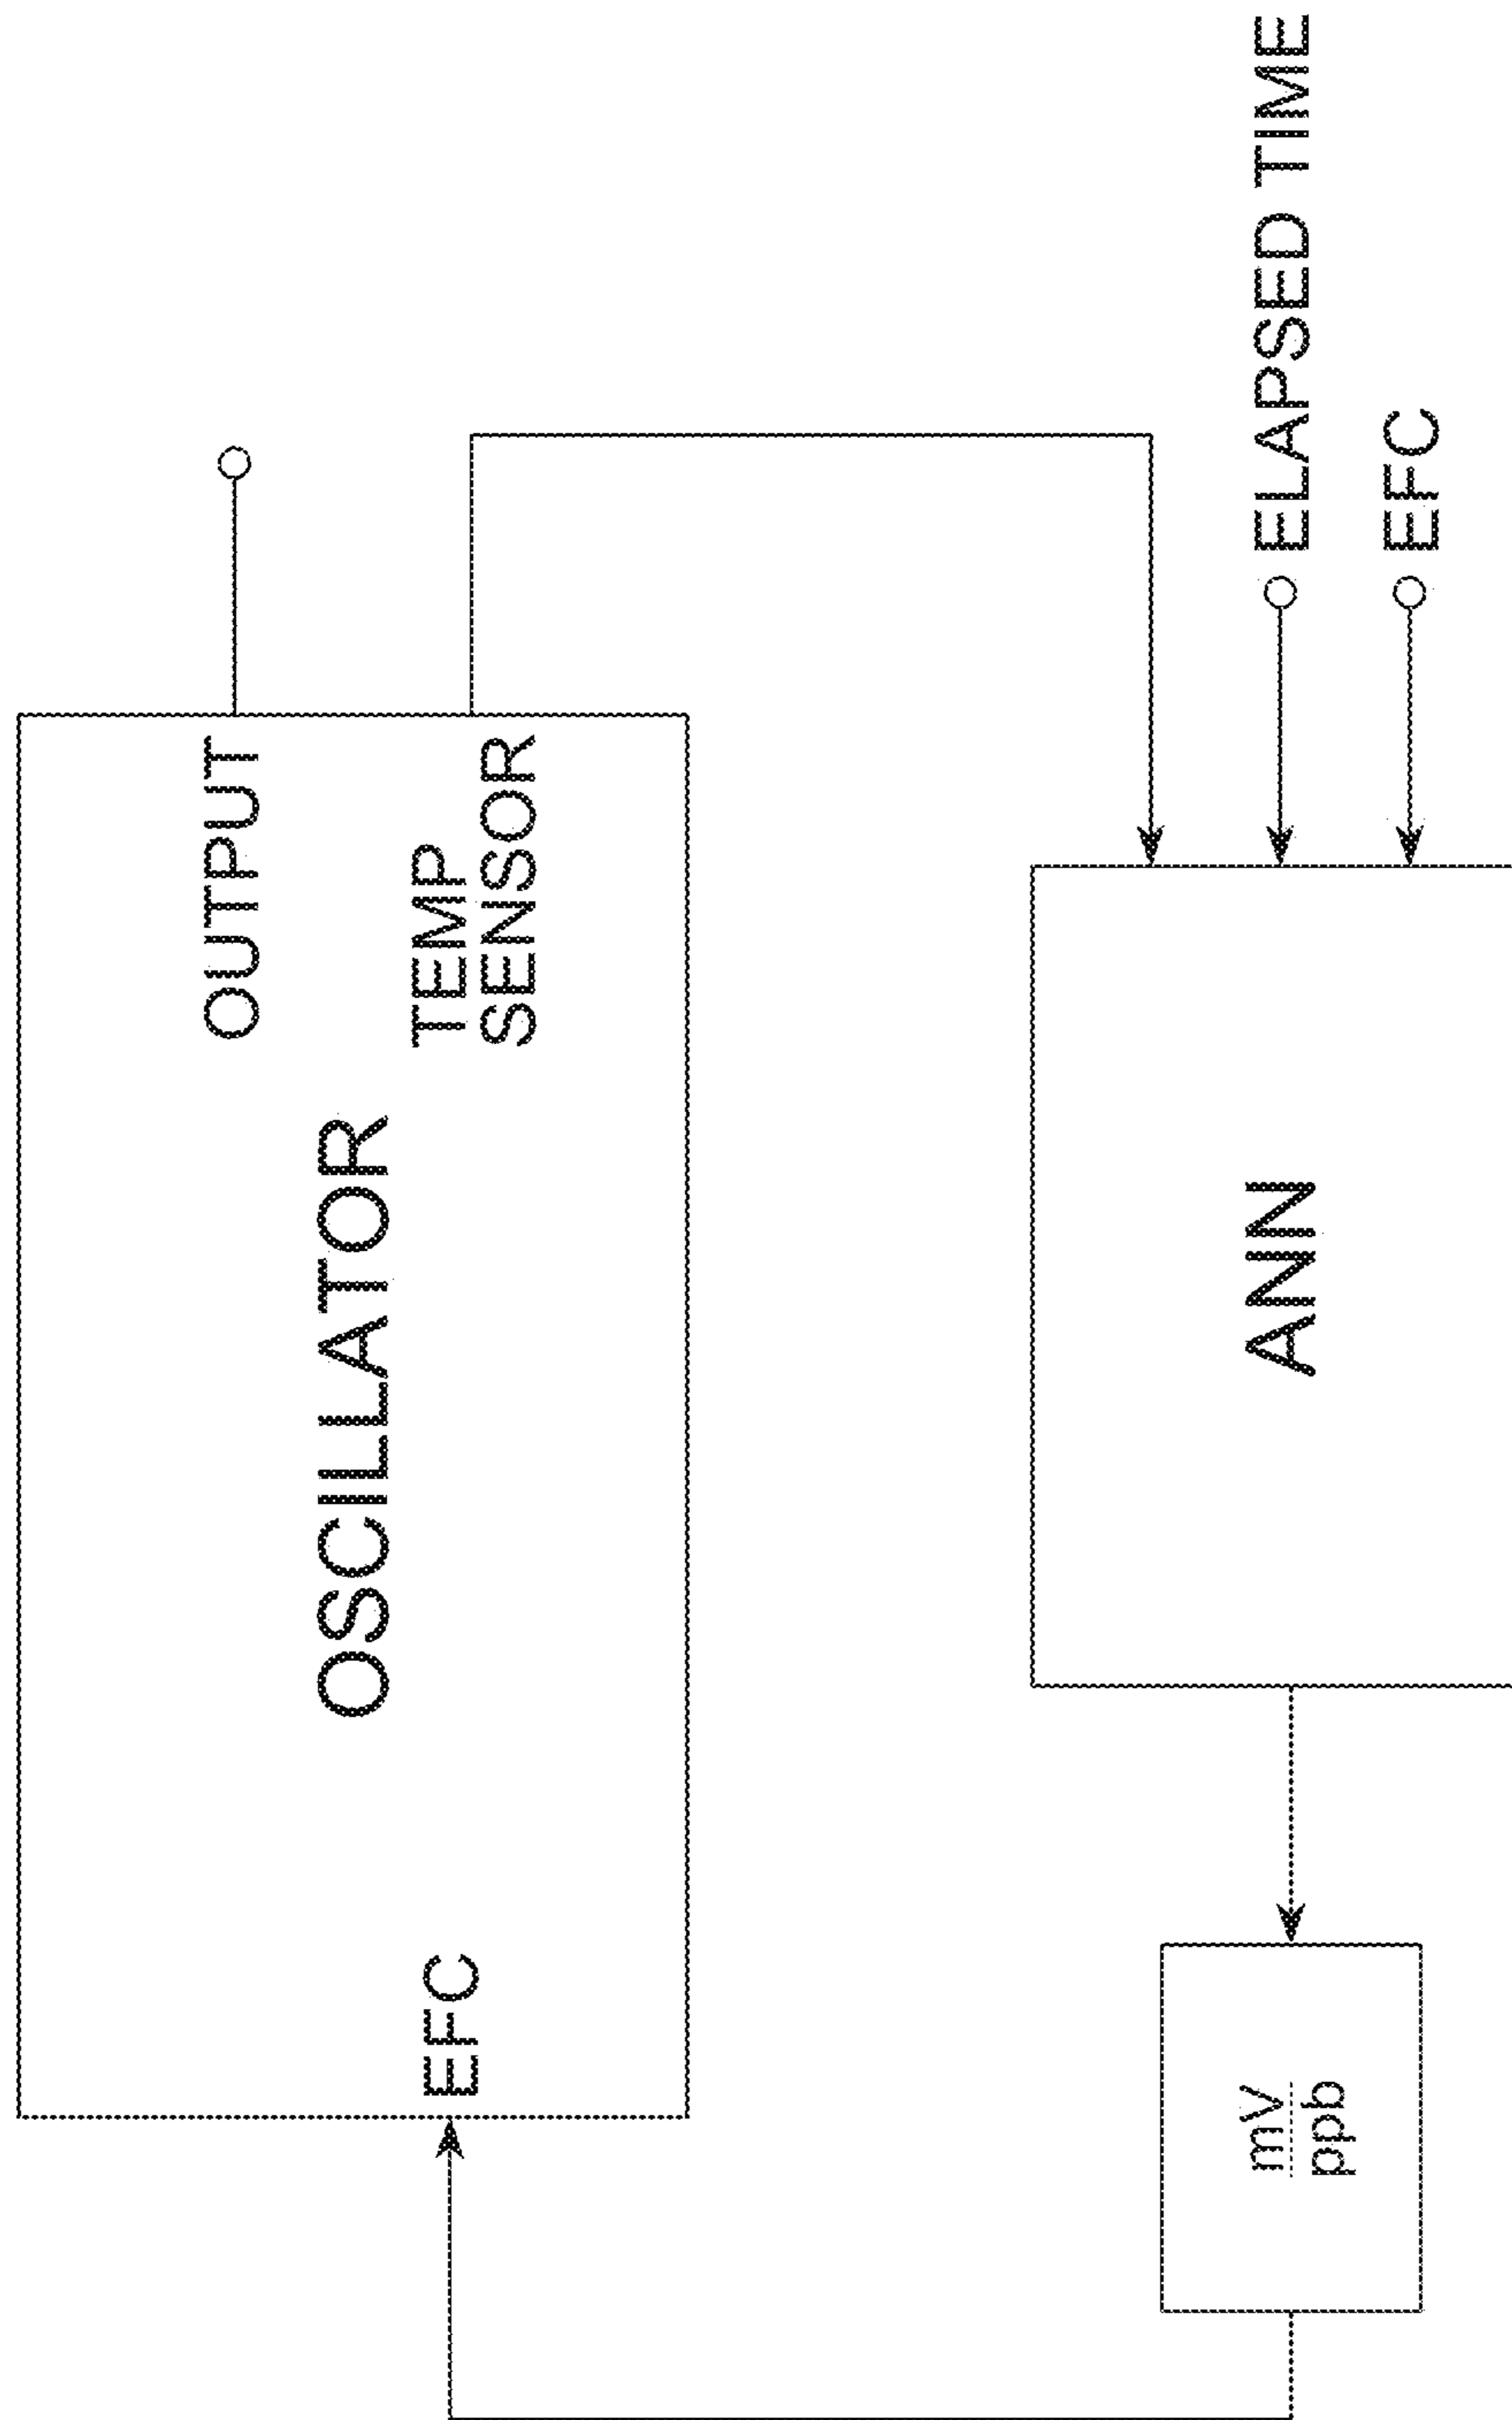 OSCILLATOR
OUTPUT
TEMP
SENSOR
EFC
ELAPSED TIME
EFC
ANN
mV
ppb